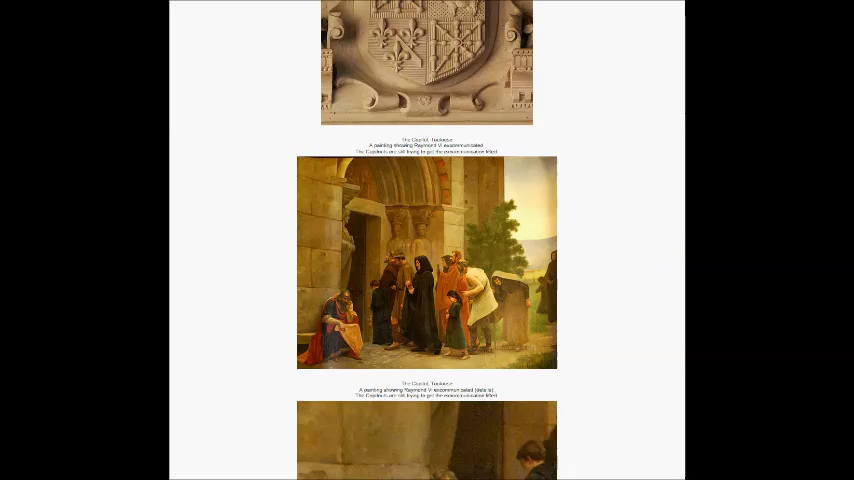 The Capitol, Toulouse
A painting showing Raymond VI excommunicated.
The Capitouls are still trying to get the excommunication lifted.
The Capitol, Toulouse
A painting showing Raymond VI excommunicated (details).
The Capitouls are still trying to get the excommunication lifted.